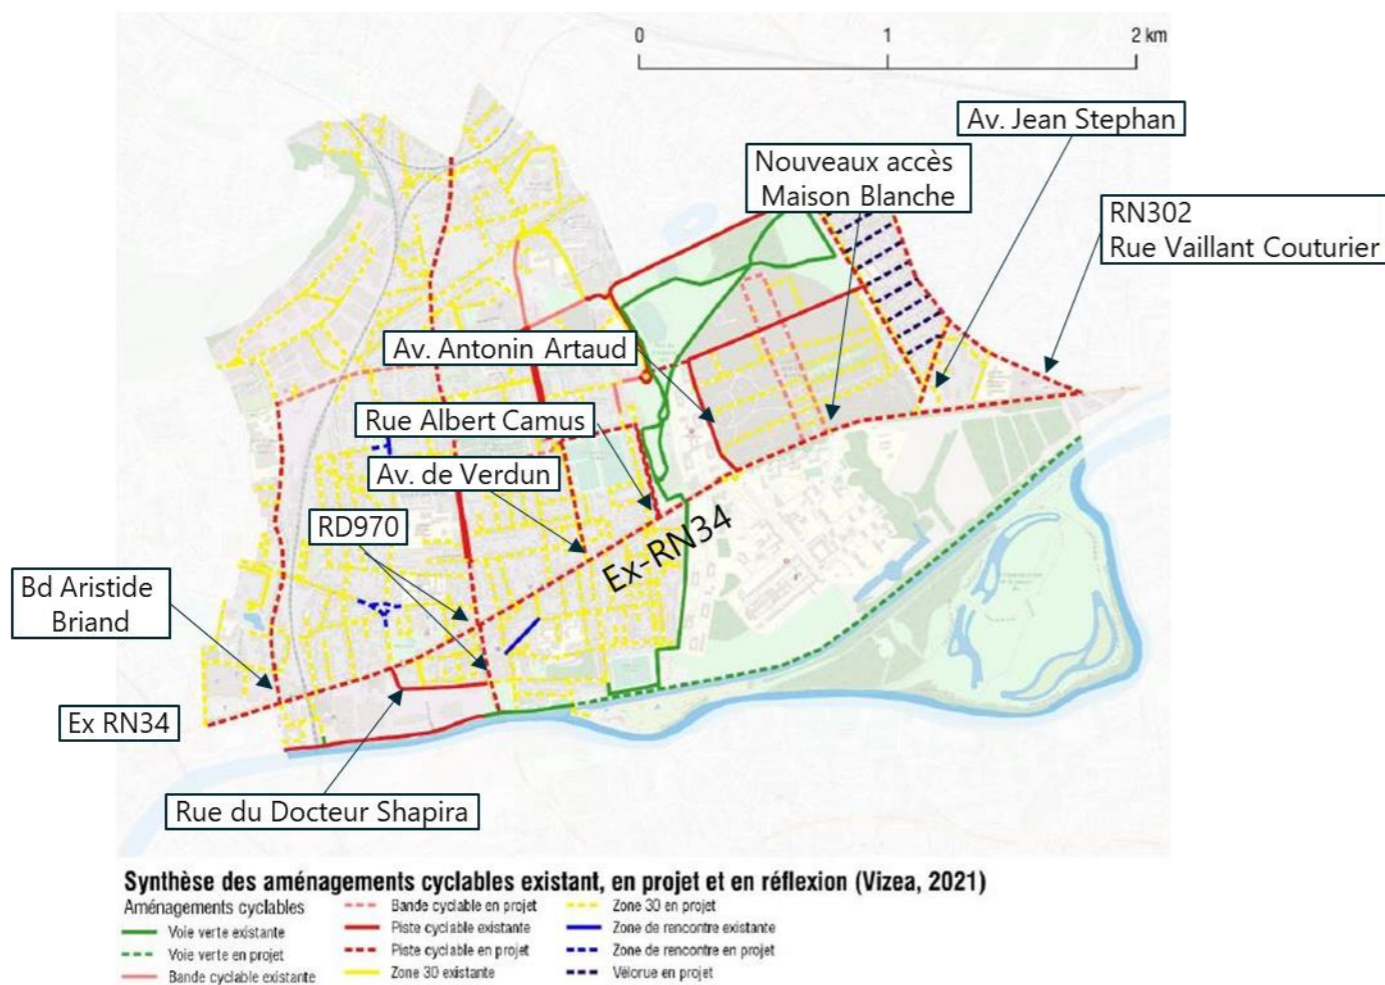 0 1 2 km
Av. Jean Stephan
Nouveaux accès
Maison Blanche
RN302
Rue Vaillant Couturier
Av. Antonin Artaud
Rue Albert Camus
Av. de Verdun
RD970
Ex-RN34
Bd Aristide
Briand
Ex RN34
Rue du Docteur Shapira
Synthèse des aménagements cyclables existant, en projet et en réflexion (Vizea, 2021)
Aménagements cyclables
Voie verte existante
Voie verte en projet
Bande cyclable existante
Bande cyclable en projet
Piste cyclable existante
Piste cyclable en projet
Zone 30 existante
Zone 30 en projet
Zone de rencontre existante
Zone de rencontre en projet
Vélorue en projet